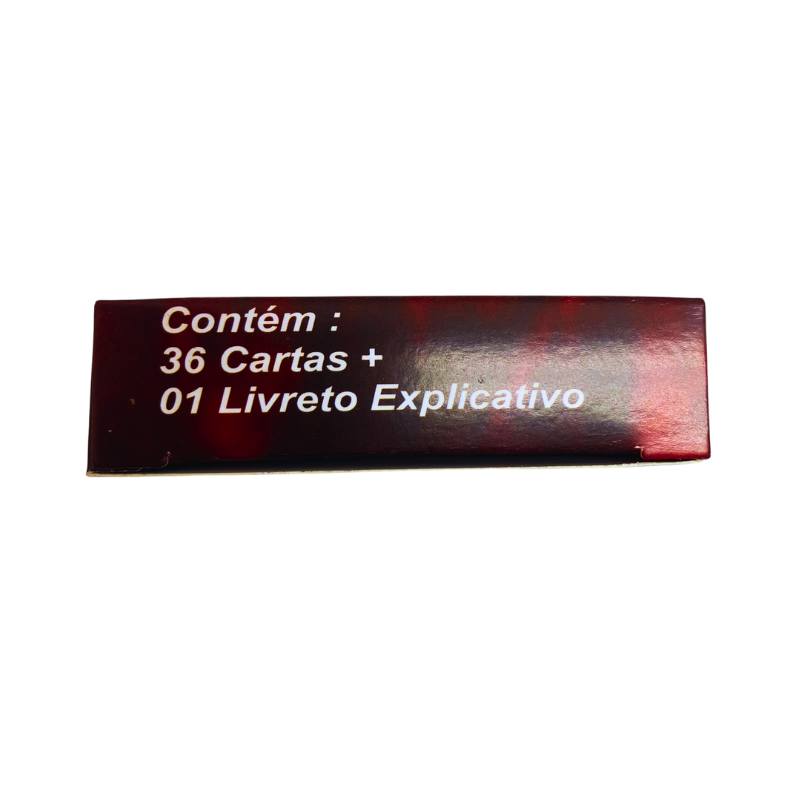 Contém :
36 Cartas +
01 Livreto Explicativo